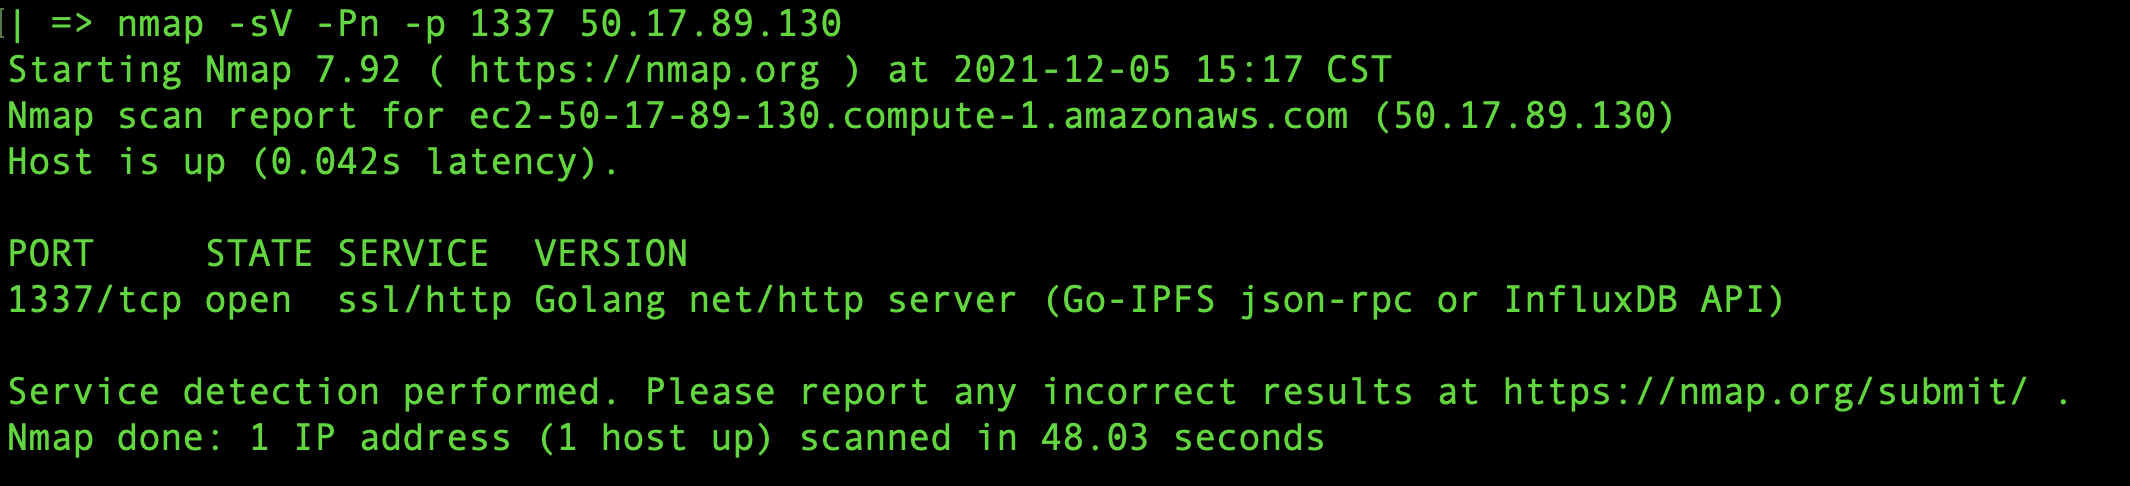 | => nmap -sV -Pn -p 1337 50.17.89.130
Starting Nmap 7.92 ( https://nmap.org ) at 2021-12-05 15:17 CST
Nmap scan report for ec2-50-17-89-130.compute-1.amazonaws.com (50.17.89.130)
Host is up (0.042s latency).

PORT     STATE SERVICE  VERSION
1337/tcp open  ssl/http Golang net/http server (Go-IPFS json-rpc or InfluxDB API)

Service detection performed. Please report any incorrect results at https://nmap.org/submit/ .
Nmap done: 1 IP address (1 host up) scanned in 48.03 seconds